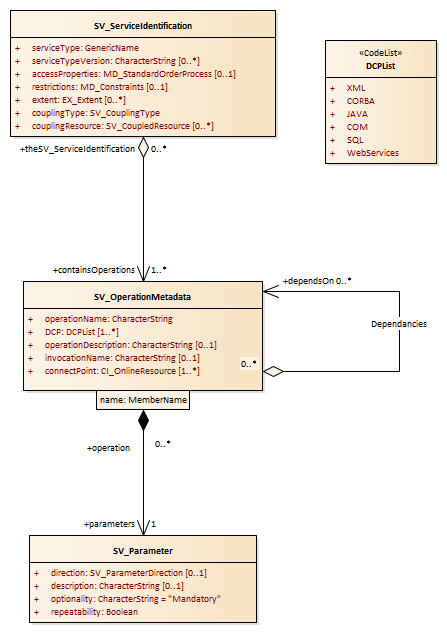 SV_ServiceIdentification
+ serviceType: GenericName
+ serviceTypeVersion: CharacterString [0..*]
+ accessProperties: MD_StandardOrderProcess [0..1]
+ restrictions: MD_Constraints [0..1]
+ extent: EX_Extent [0..*]
+ couplingType: SV_CouplingType
+ couplingResource: SV_CoupledResource [0..*]
«CodeList»
DCPList
+ XML
+ CORBA
+ JAVA
+ COM
+ SQL
+ WebServices
+theSV_ServiceIdentification 0..*
+containsOperations 1..*
SV_OperationMetadata
+ operationName: CharacterString
+ DCP: DCPList [1..*]
+ operationDescription: CharacterString [0..1]
+ invocationName: CharacterString [0..1]
+ connectPoint: CI_OnlineResource [1..*]
+dependsOn 0..*
Dependancies
0..*
name: MemberName
+operation 0..*
+parameters 1
SV_Parameter
+ direction: SV_ParameterDirection [0..1]
+ description: CharacterString [0..1]
+ optionality: CharacterString = "Mandatory"
+ repeatability: Boolean